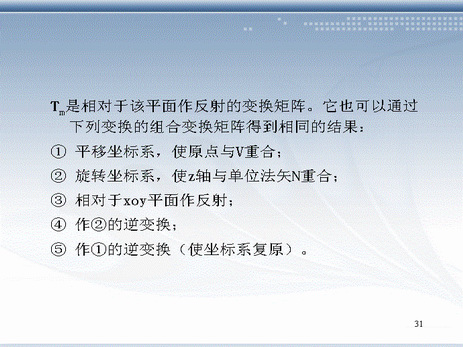 Tm是相对于该平面作反射的变换矩阵。它也可以通过
下列变换的组合变换矩阵得到相同的结果：
① 平移坐标系，使原点与V重合；
② 旋转坐标系，使z轴与单位法矢N重合；
③ 相对于xoy平面作反射；
④ 作②的逆变换；
⑤ 作①的逆变换（使坐标系复原）。
31